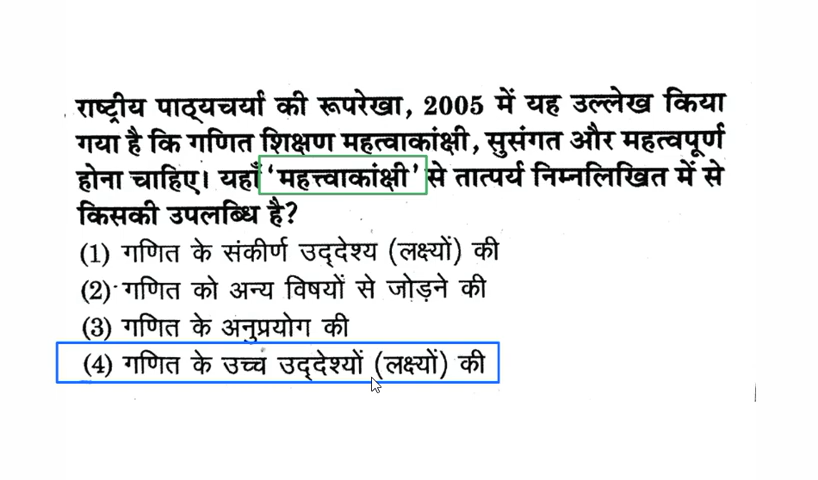 राष्ट्रीय पाठ्यचर्या की रूपरेखा, 2005 में यह उल्लेख किया
गया है कि गणित शिक्षण महत्वाकांक्षी, सुसंगत और महत्वपूर्ण
होना चाहिए। यहाँ 'महत्त्वाकांक्षी' से तात्पर्य निम्नलिखित में से
किसकी उपलब्धि है?
(1) गणित के संकीर्ण उद्देश्य (लक्ष्यों) की
(2) गणित को अन्य विषयों से जोड़ने की
(3) गणित के अनुप्रयोग की
(4) गणित के उच्च उद्देश्यों (लक्ष्यों) की